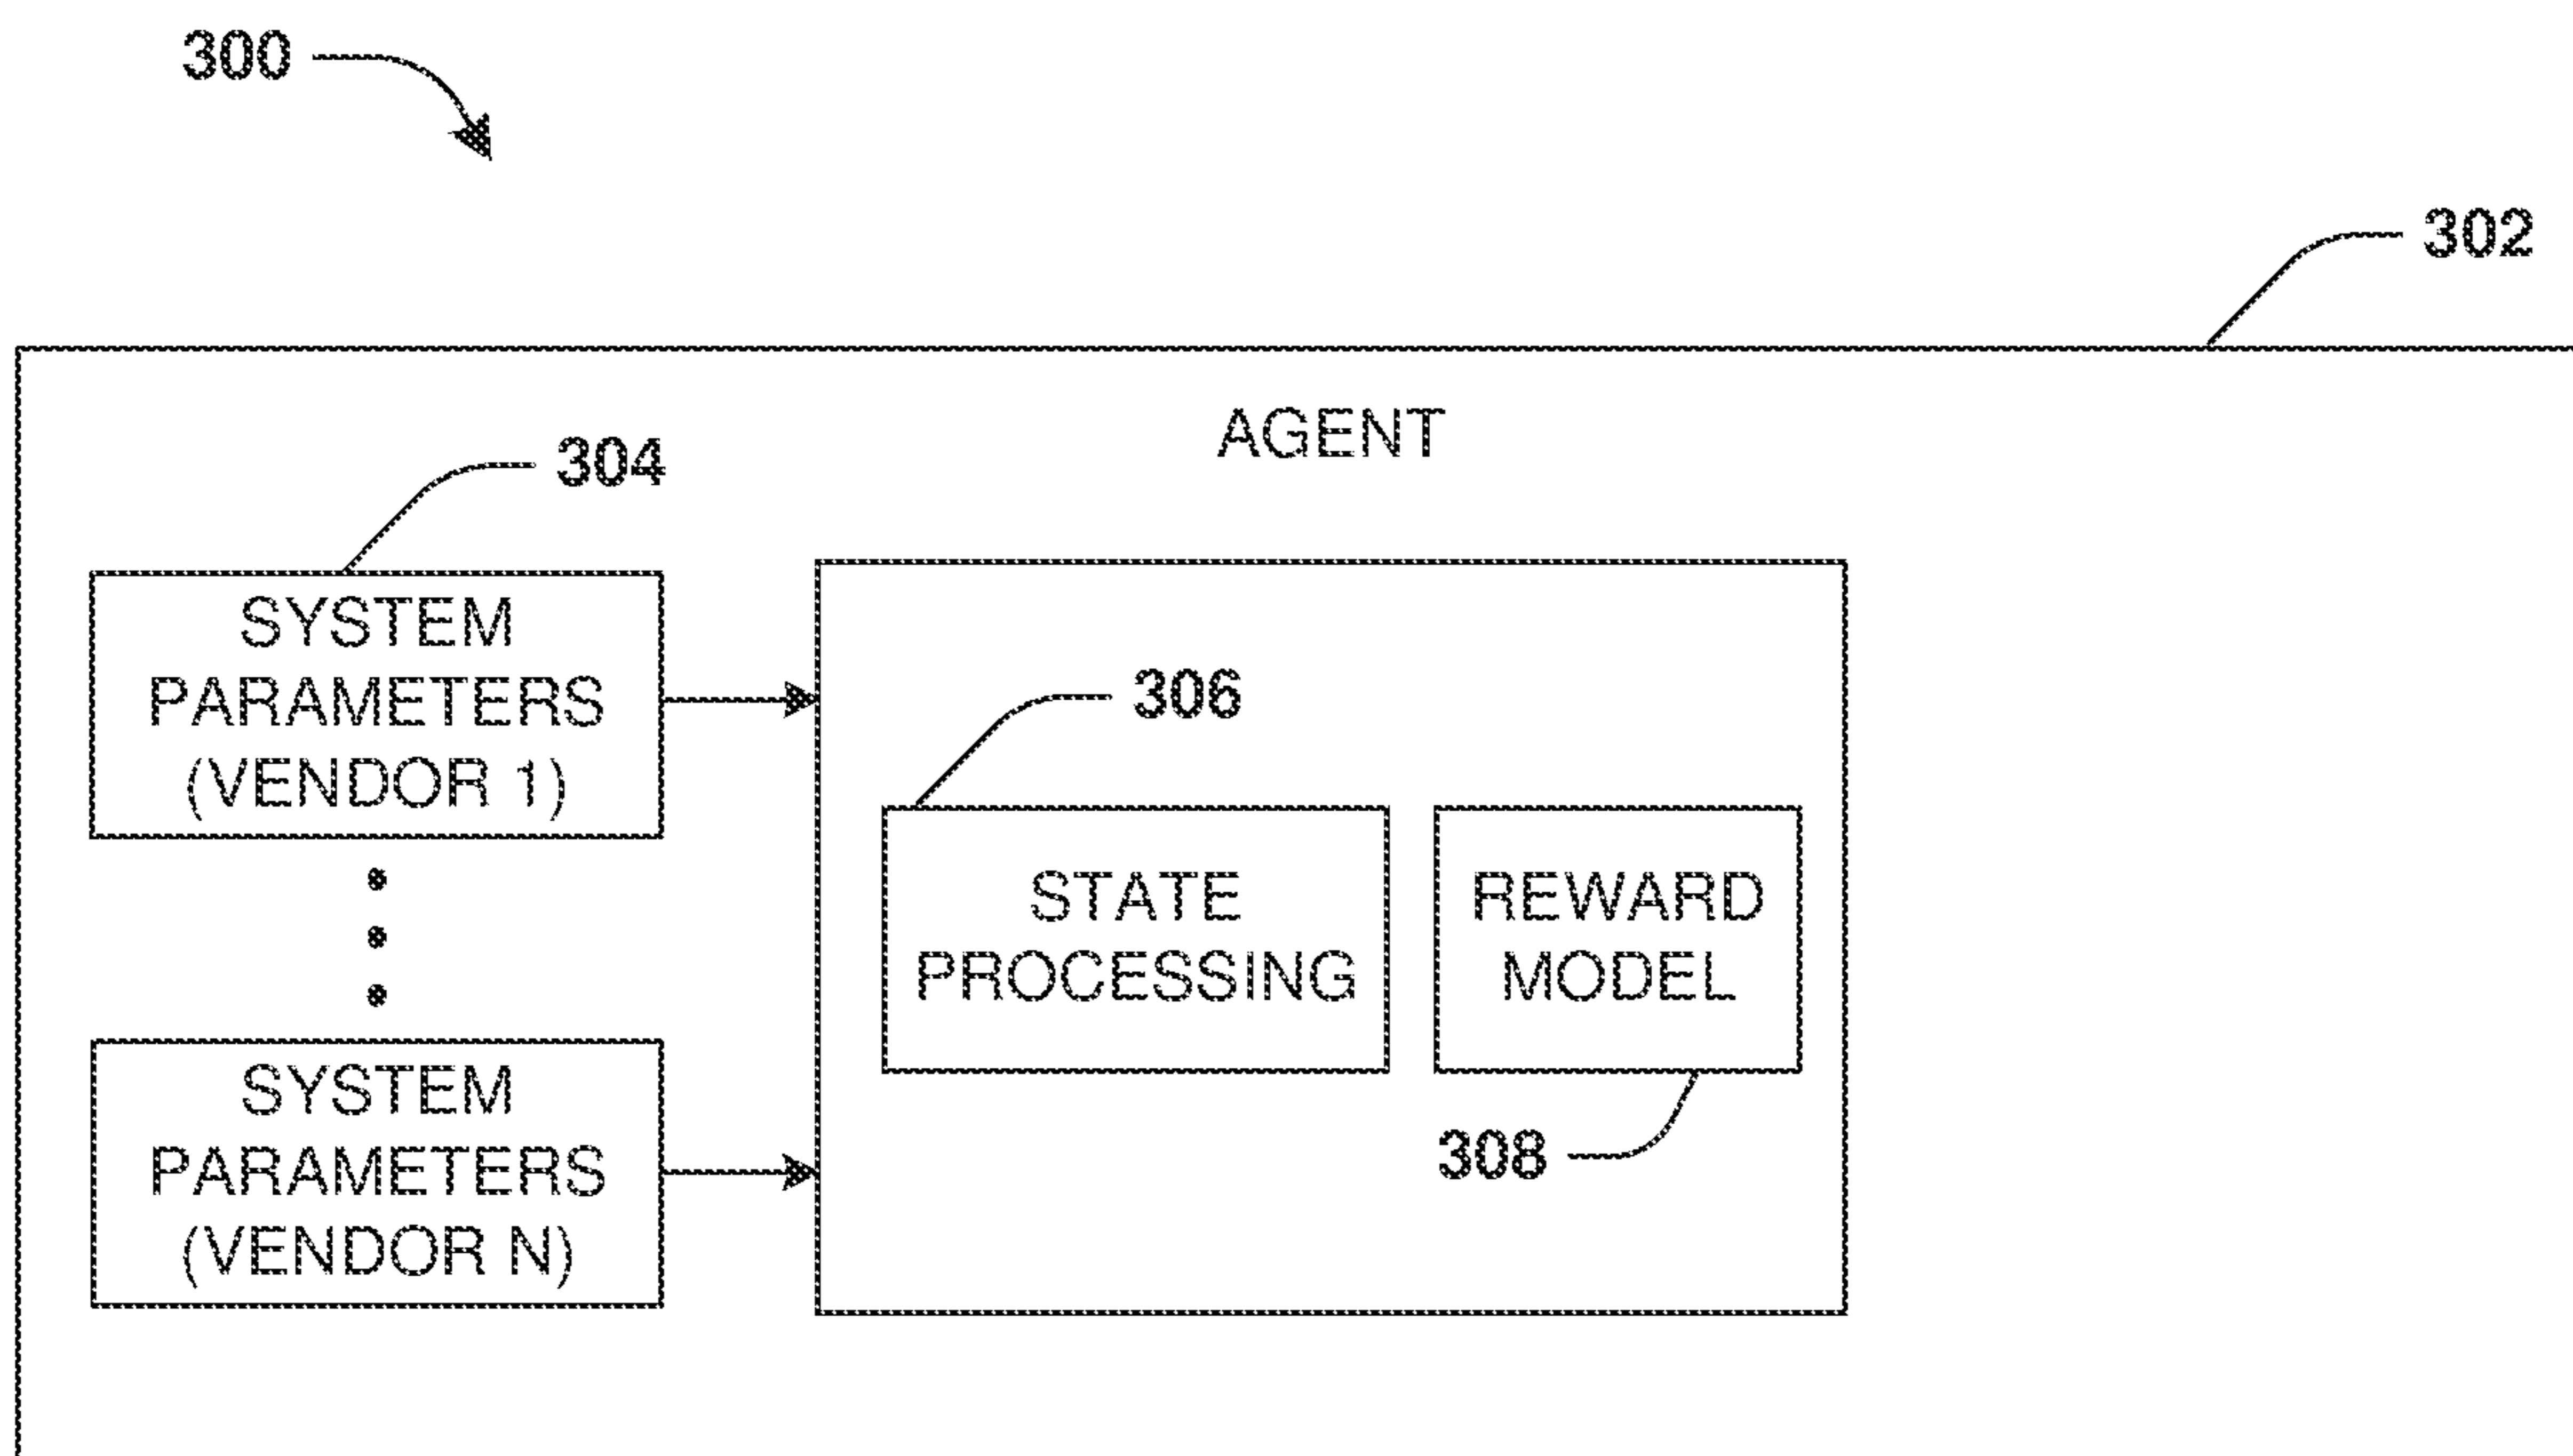 300
302
AGENT
304
SYSTEM
PARAMETERS
(VENDOR 1)
306
STATE
PROCESSING
REWARD
MODEL
308
SYSTEM
PARAMETERS
(VENDOR N)